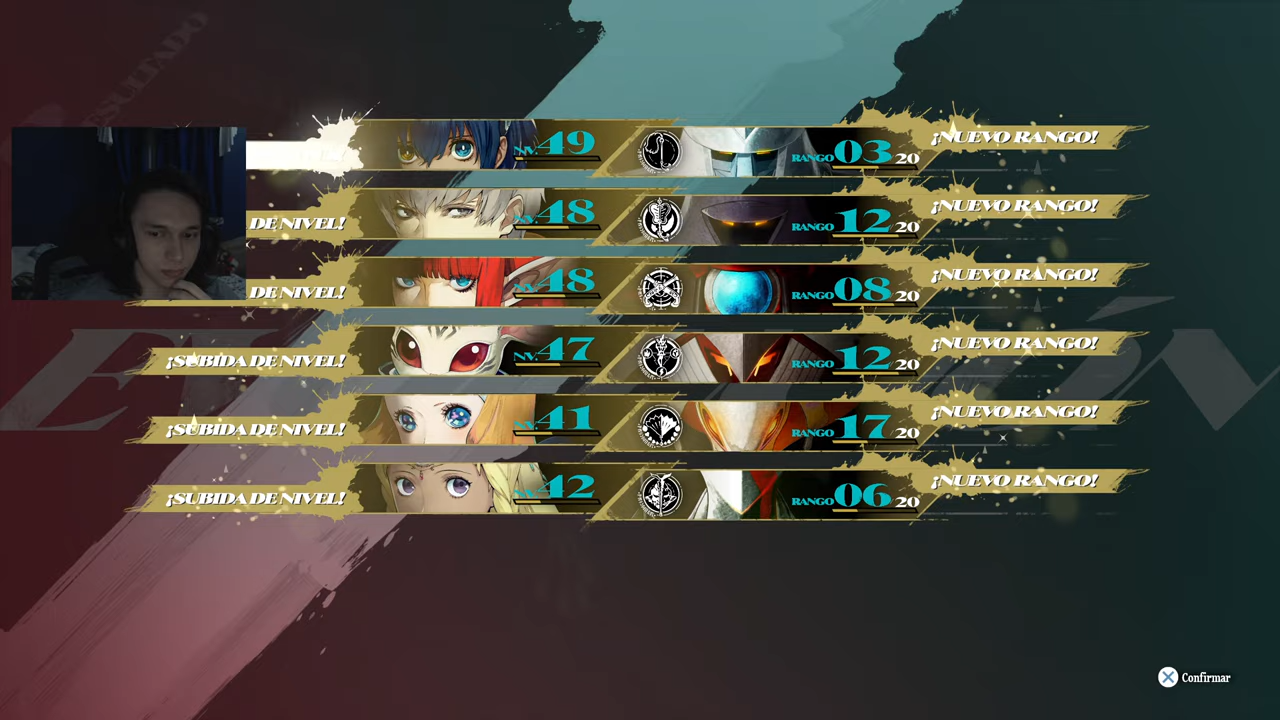 RESULTADO
NV.49 RANGO 03 20 ¡NUEVO RANGO!
DE NIVEL! NV.48 RANGO 12 20 ¡NUEVO RANGO!
DE NIVEL! NV.48 RANGO 08 20 ¡NUEVO RANGO!
¡SUBIDA DE NIVEL! NV.47 RANGO 12 20 ¡NUEVO RANGO!
¡SUBIDA DE NIVEL! NV.41 RANGO 17 20 ¡NUEVO RANGO!
¡SUBIDA DE NIVEL! NV.42 RANGO 06 20 ¡NUEVO RANGO!
Confirmar